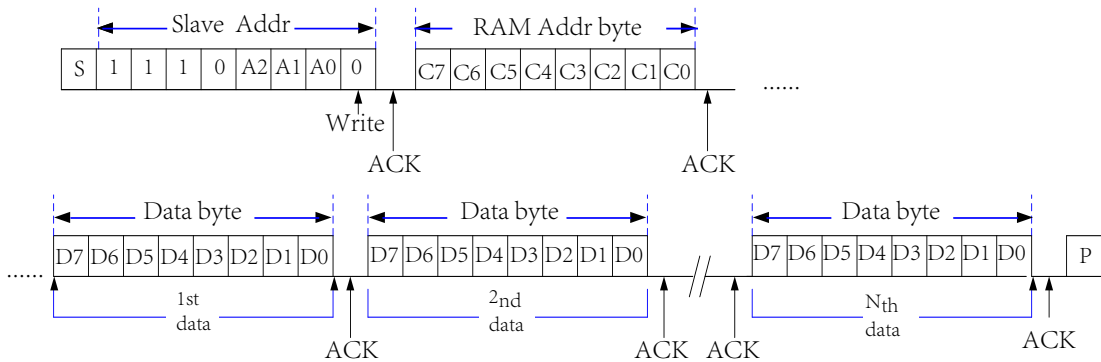 Slave Addr RAM Addr byte
S 1 1 1 0 A2 A1 A0 0 C7 C6 C5 C4 C3 C2 C1 C0 ......
Write
ACK ACK
Data byte Data byte Data byte
...... D7 D6 D5 D4 D3 D2 D1 D0 D7 D6 D5 D4 D3 D2 D1 D0 D7 D6 D5 D4 D3 D2 D1 D0 P
1st 2nd Nth
data data data
ACK ACK ACK ACK